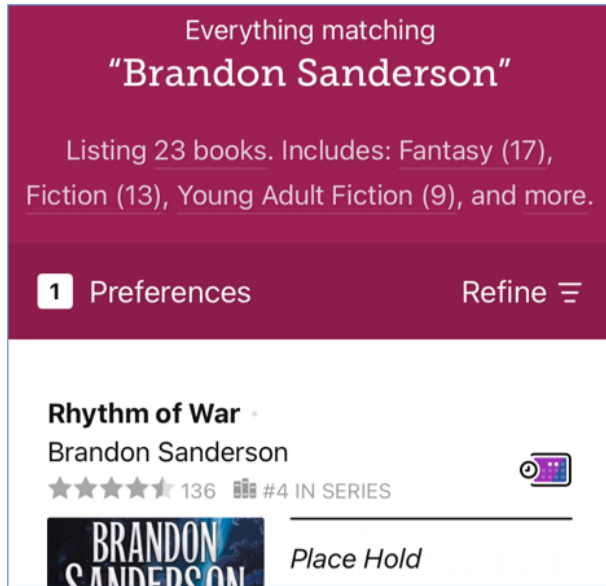 Everything matching
“Brandon Sanderson”
Listing 23 books. Includes: Fantasy (17),
Fiction (13), Young Adult Fiction (9), and more.
1 Preferences
Refine
Rhythm of War
Brandon Sanderson
136 #4 IN SERIES
BRANDON
SANDERSON
Place Hold